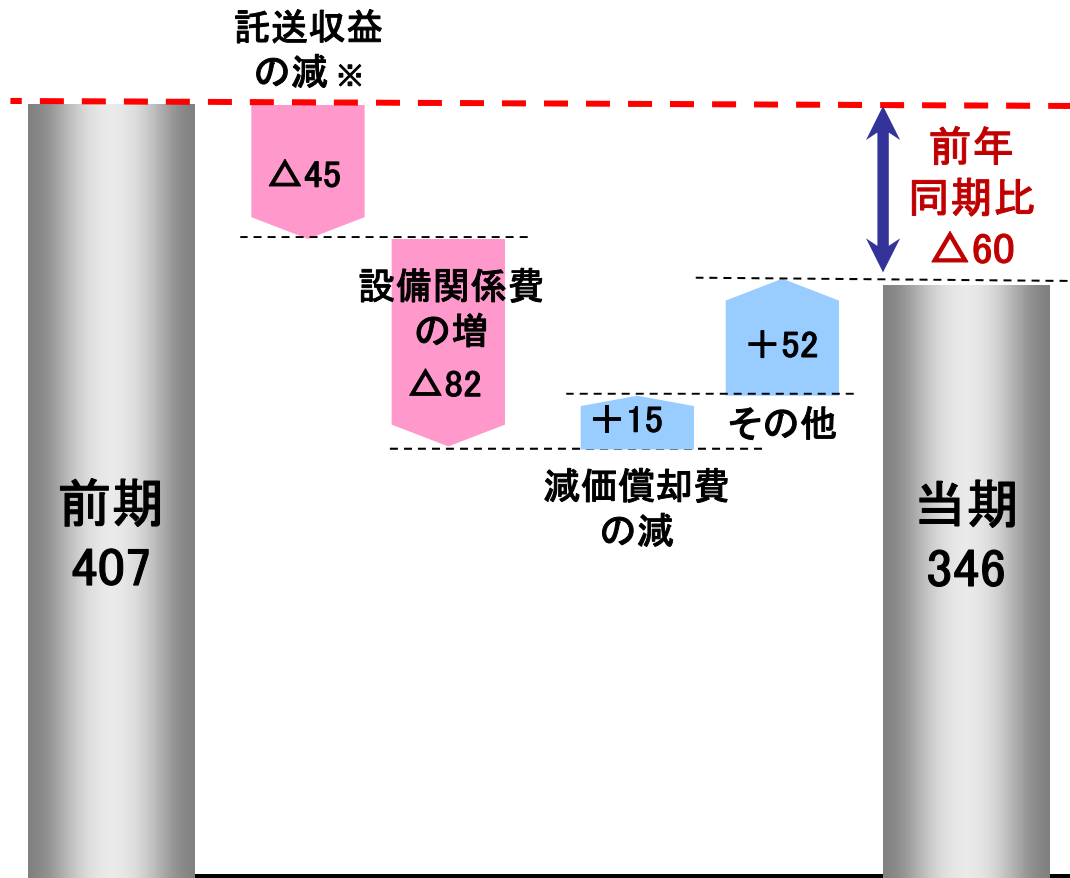 託送収益
の減※
△45
設備関係費
の増
△82
+15
減価償却費
の減
+52
その他
前年
同期比
△60
前期
407
当期
346